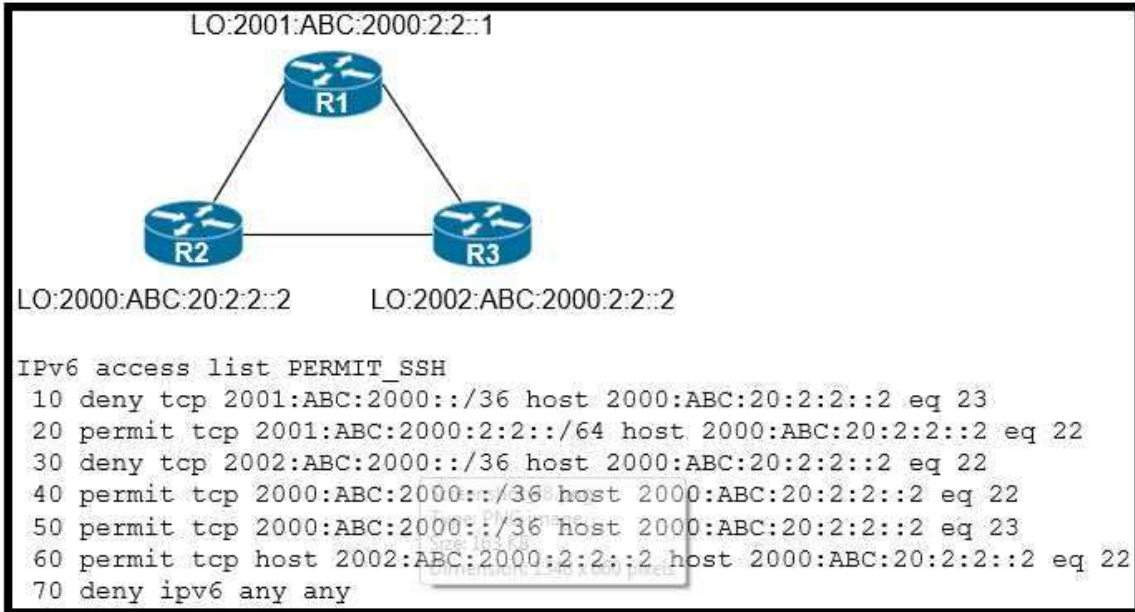 LO:2001:ABC:2000:2:2::1
R1
R2
R3
LO:2000:ABC:20:2:2::2
LO:2002:ABC:2000:2:2::2
IPv6 access list PERMIT_SSH
10 deny tcp 2001:ABC:2000::/36 host 2000:ABC:20:2:2::2 eq 23
20 permit tcp 2001:ABC:2000:2:2::/64 host 2000:ABC:20:2:2::2 eq 22
30 deny tcp 2002:ABC:2000::/36 host 2000:ABC:20:2:2::2 eq 22
40 permit tcp 2000:ABC:2000::/36 host 2000:ABC:20:2:2::2 eq 22
50 permit tcp 2000:ABC:2000::/36 host 2000:ABC:20:2:2::2 eq 23
60 permit tcp host 2002:ABC:2000:2:2::2 host 2000:ABC:20:2:2::2 eq 22
70 deny ipv6 any any